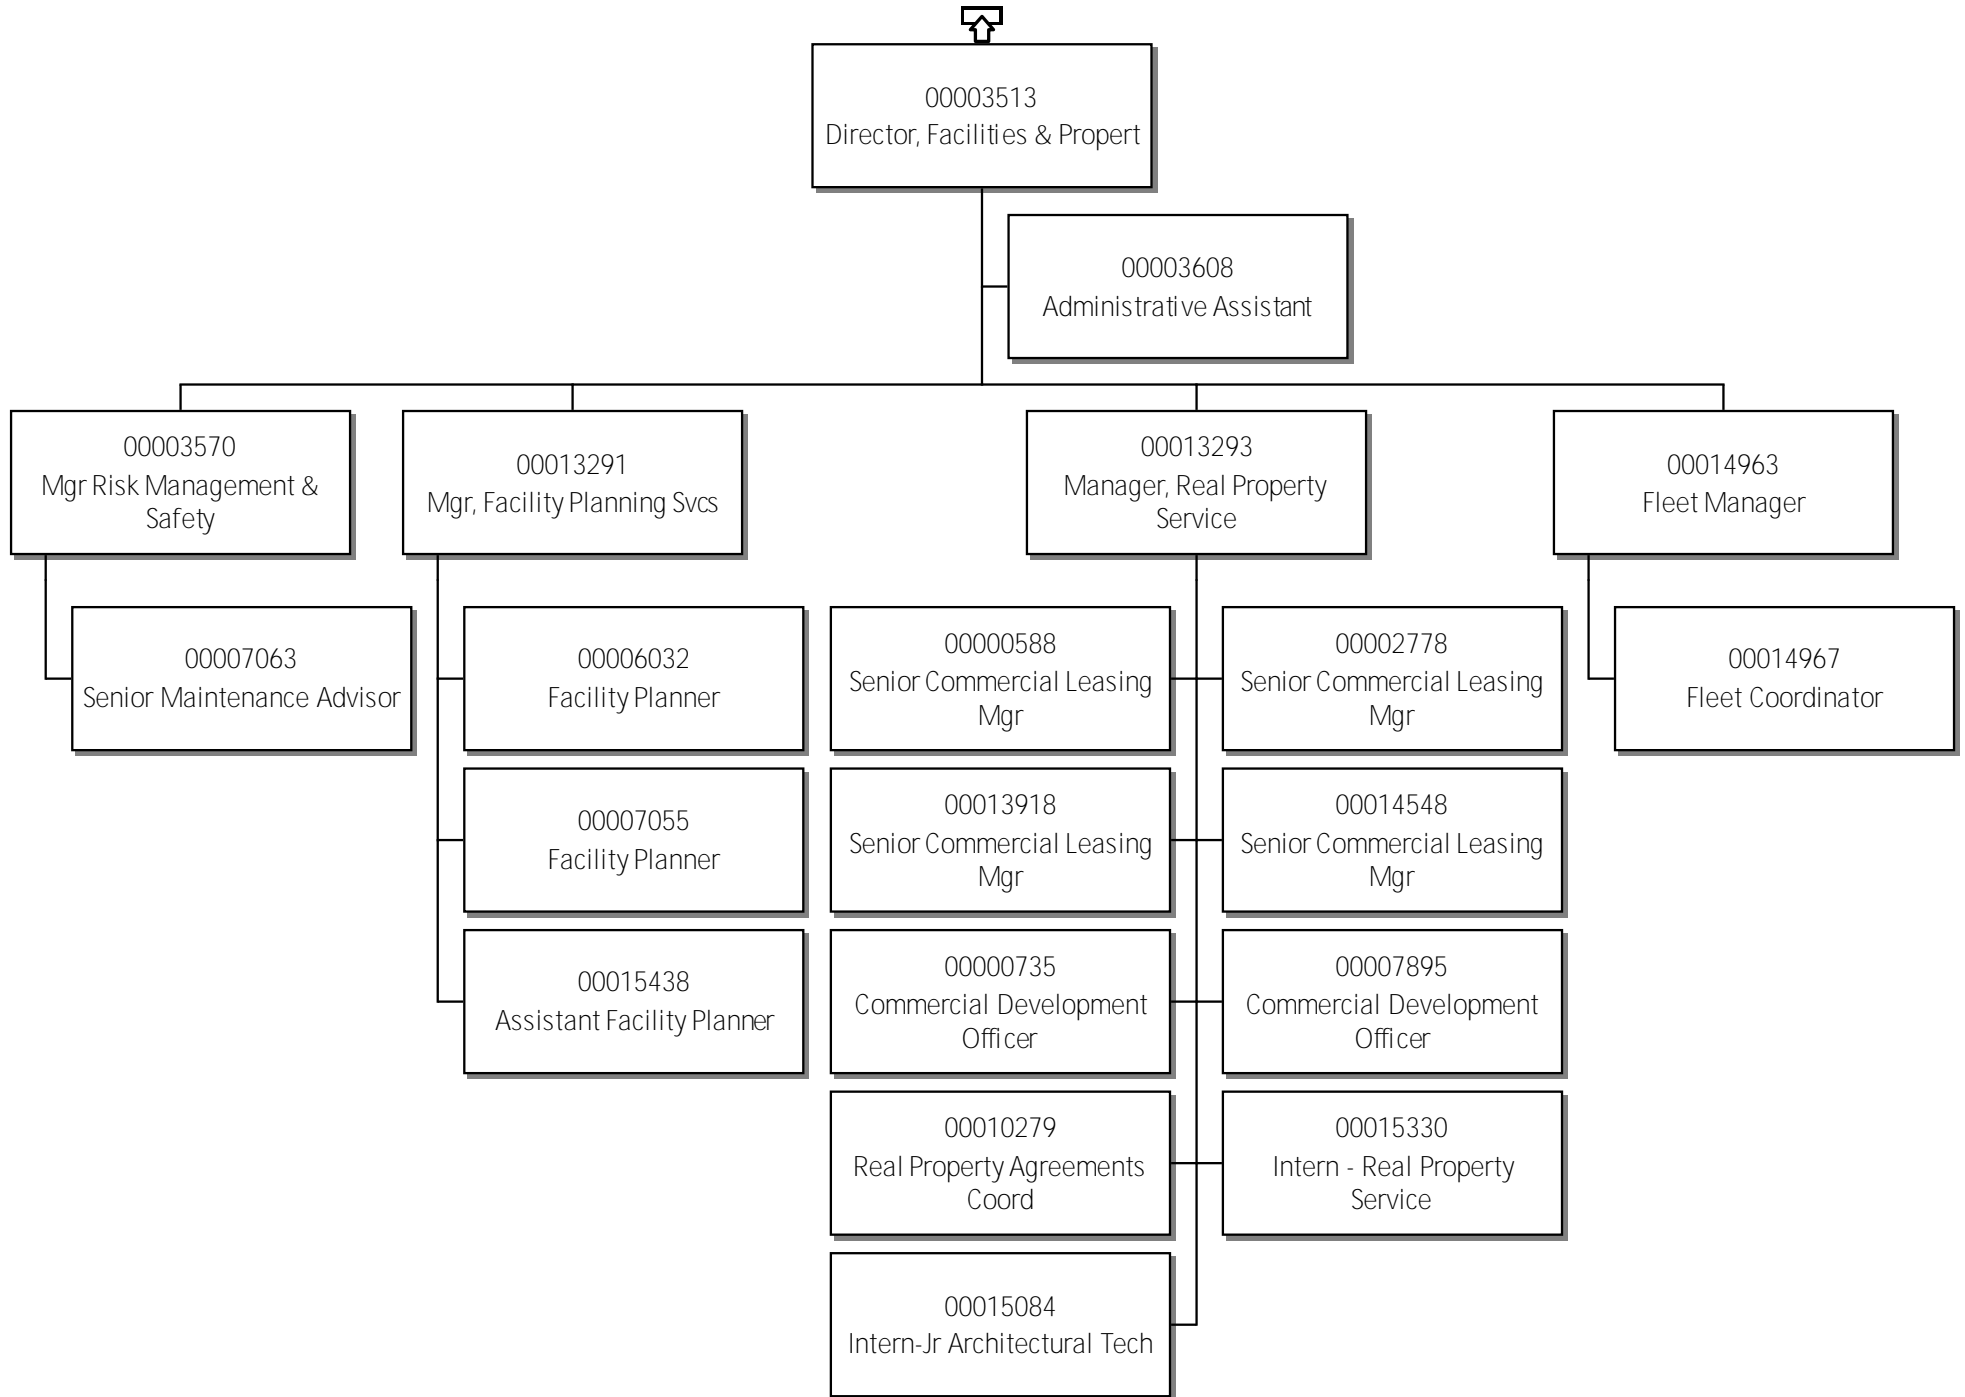 00003513
Director, Facilities & Propert
00003608
Administrative Assistant
00003570
Mgr Risk Management &
Safety
00013291
Mgr, Facility Planning Svcs
00013293
Manager, Real Property
Service
00014963
Fleet Manager
00007063
Senior Maintenance Advisor
00006032
Facility Planner
00000588
Senior Commercial Leasing
Mgr
00002778
Senior Commercial Leasing
Mgr
00014967
Fleet Coordinator
00007055
Facility Planner
00013918
Senior Commercial Leasing
Mgr
00014548
Senior Commercial Leasing
Mgr
00015438
Assistant Facility Planner
00000735
Commercial Development
Officer
00007895
Commercial Development
Officer
00010279
Real Property Agreements
Coord
00015330
Intern - Real Property
Service
00015084
Intern-Jr Architectural Tech